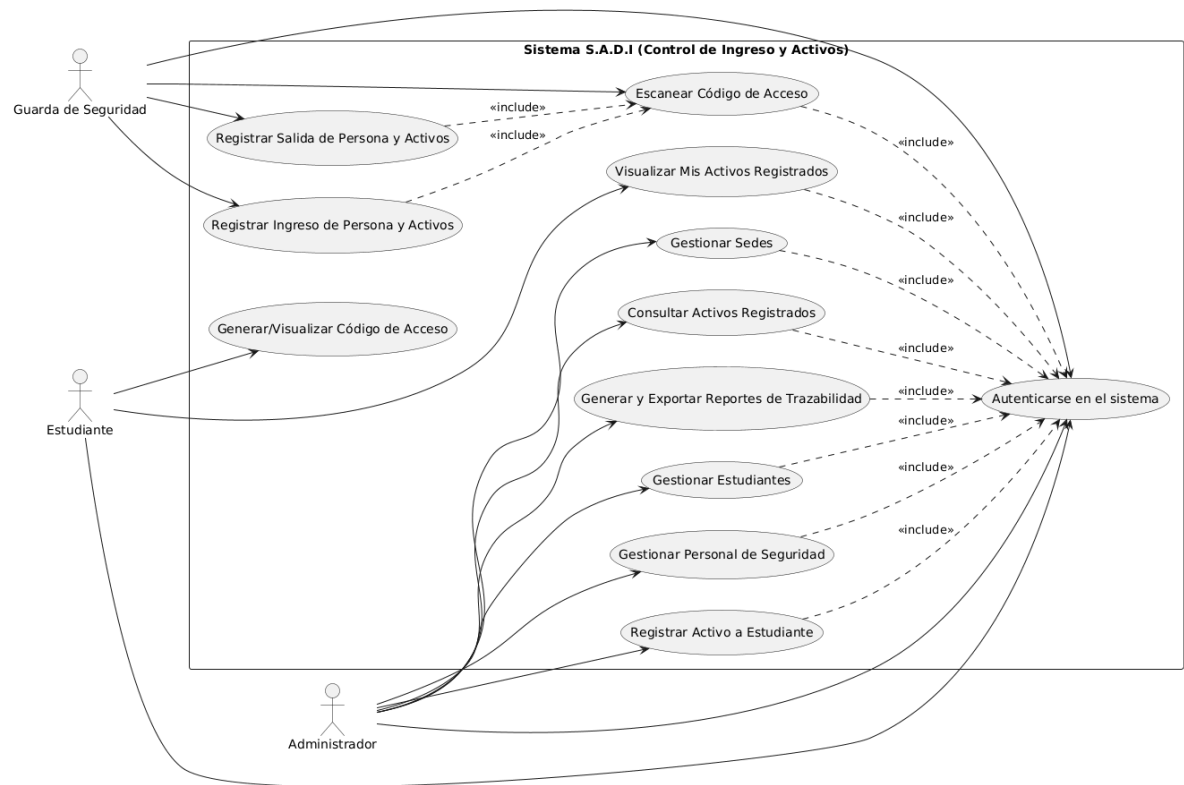 Sistema S.A.D.I (Control de Ingreso y Activos)
Guarda de Seguridad
Escanear Código de Acceso
«include»
Registrar Salida de Persona y Activos
«include»
«include»
Visualizar Mis Activos Registrados
Registrar Ingreso de Persona y Activos
«include»
Gestionar Sedes
«include»
Consultar Activos Registrados
Generar/Visualizar Código de Acceso
«include»
Generar y Exportar Reportes de Trazabilidad
«include»
Autenticarse en el sistema
«include»
Estudiante
Gestionar Estudiantes
«include»
Gestionar Personal de Seguridad
«include»
Registrar Activo a Estudiante
Administrador